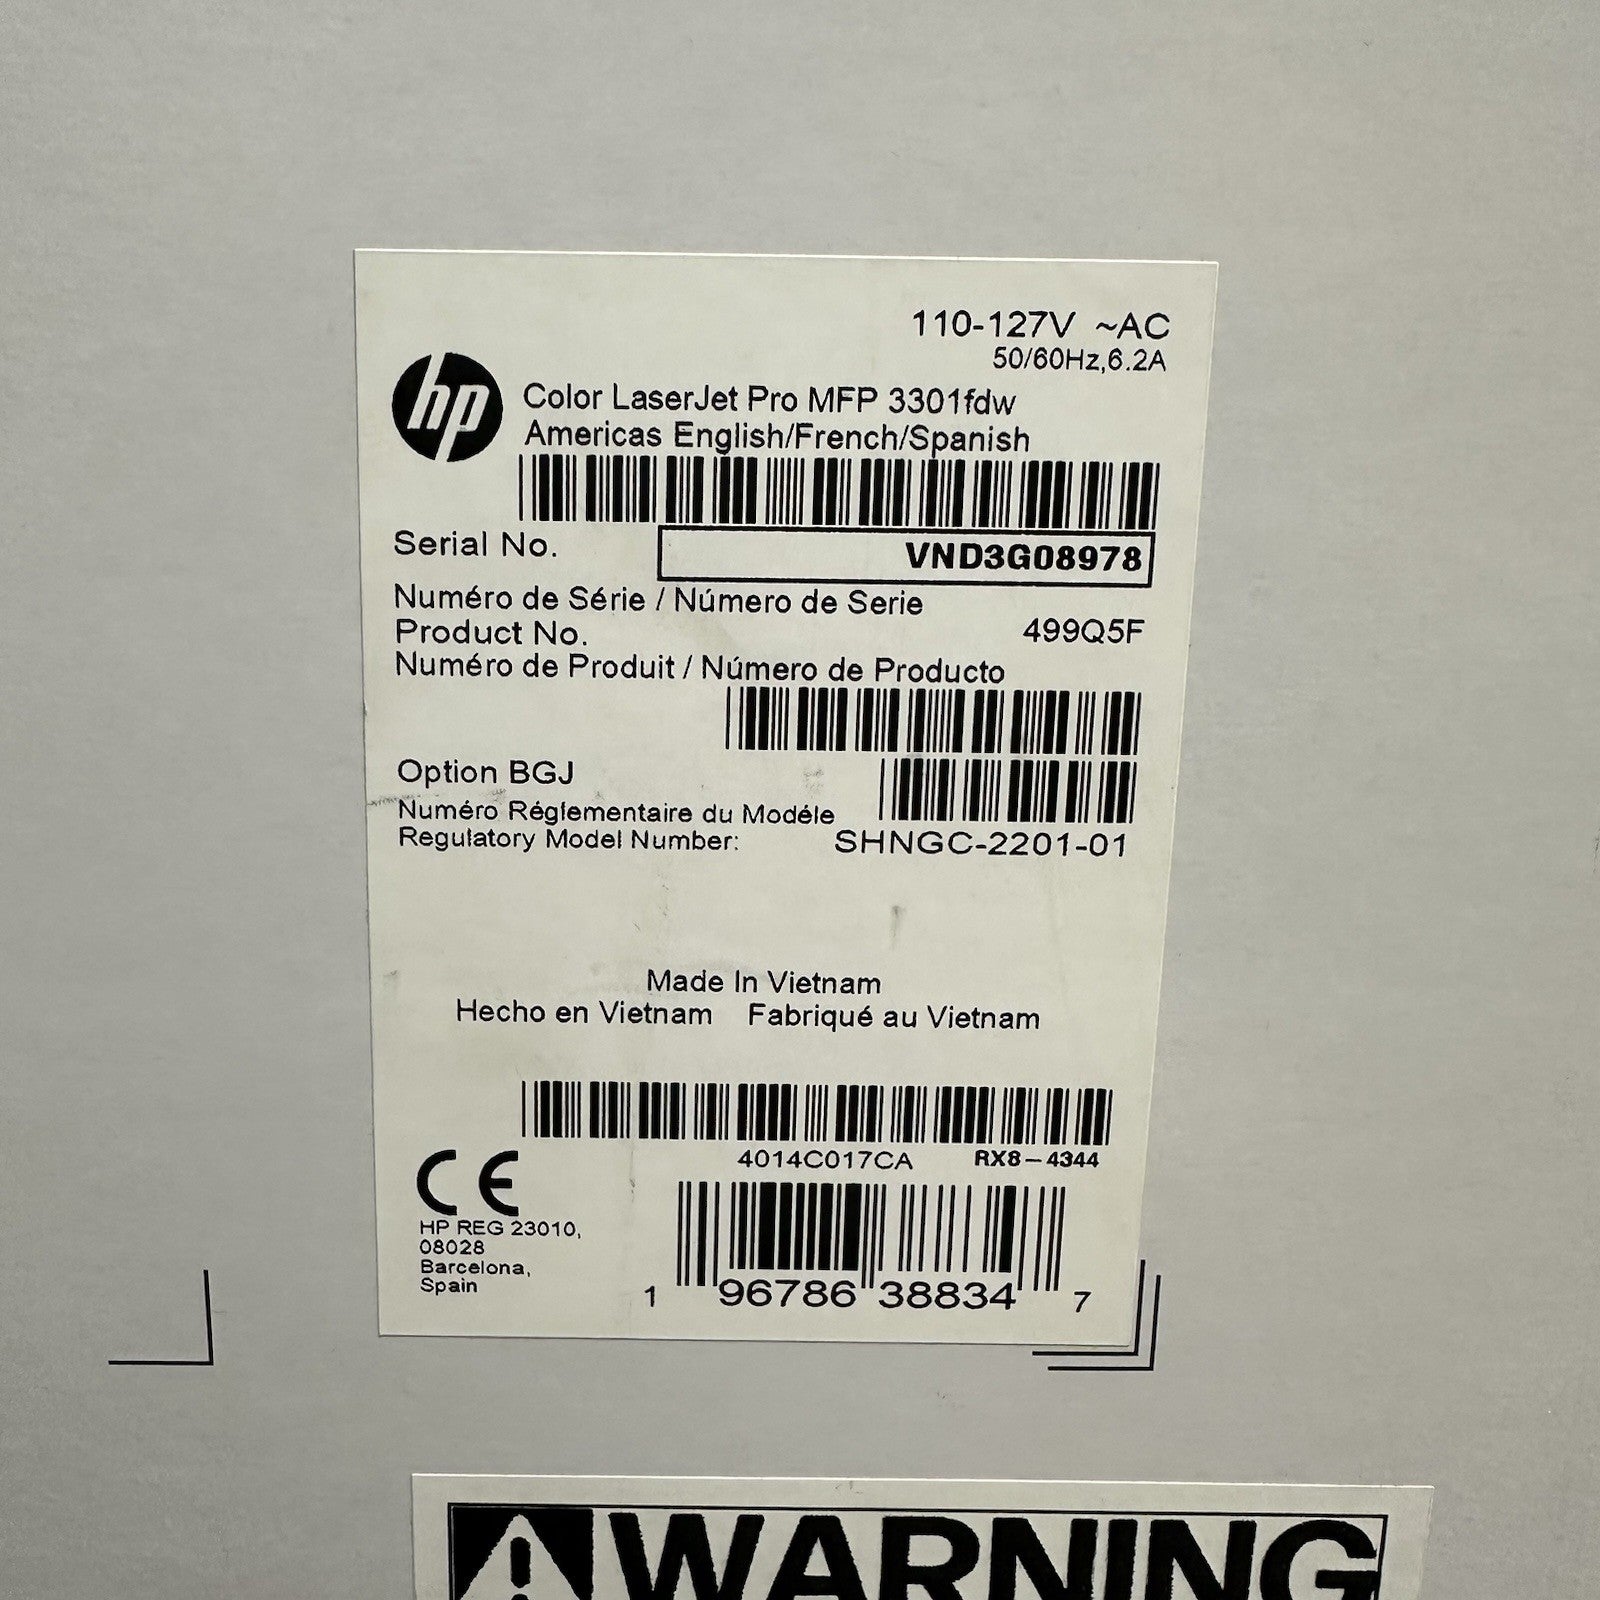 110-127V ~AC
50/60Hz,6.2A
hp
Color LaserJet Pro MFP 3301fdw
Americas English/French/Spanish
Serial No.
VND3G08978
Numéro de Série / Número de Serie
Product No.
499Q5F
Numéro de Produit / Número de Producto
Option BGJ
Numéro Réglementaire du Modéle
Regulatory Model Number:
SHNGC-2201-01
Made In Vietnam
Hecho en Vietnam Fabriqué au Vietnam
4014C017CA RX8-4344
CE
HP REG 23010,
08028
Barcelona,
Spain
1 96786 38834 7
WARNING